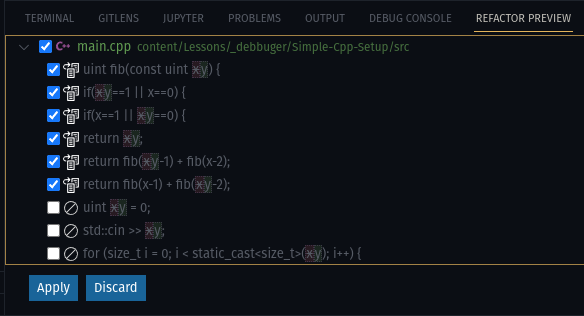 TERMINAL GITLENS JUPYTER PROBLEMS OUTPUT DEBUG CONSOLE REFACTOR PREVIEW
main.cpp content/Lessons/_debbuger/Simple-Cpp-Setup/src
uint fib(const uint xy) {
if(xy==1 || x==0) {
if(x==1 || xy==0) {
return xy;
return fib(xy-1) + fib(x-2);
return fib(x-1) + fib(xy-2);
uint xy = 0;
std::cin >> xy;
for (size_t i = 0; i < static_cast<size_t>(xy); i++) {
Apply Discard